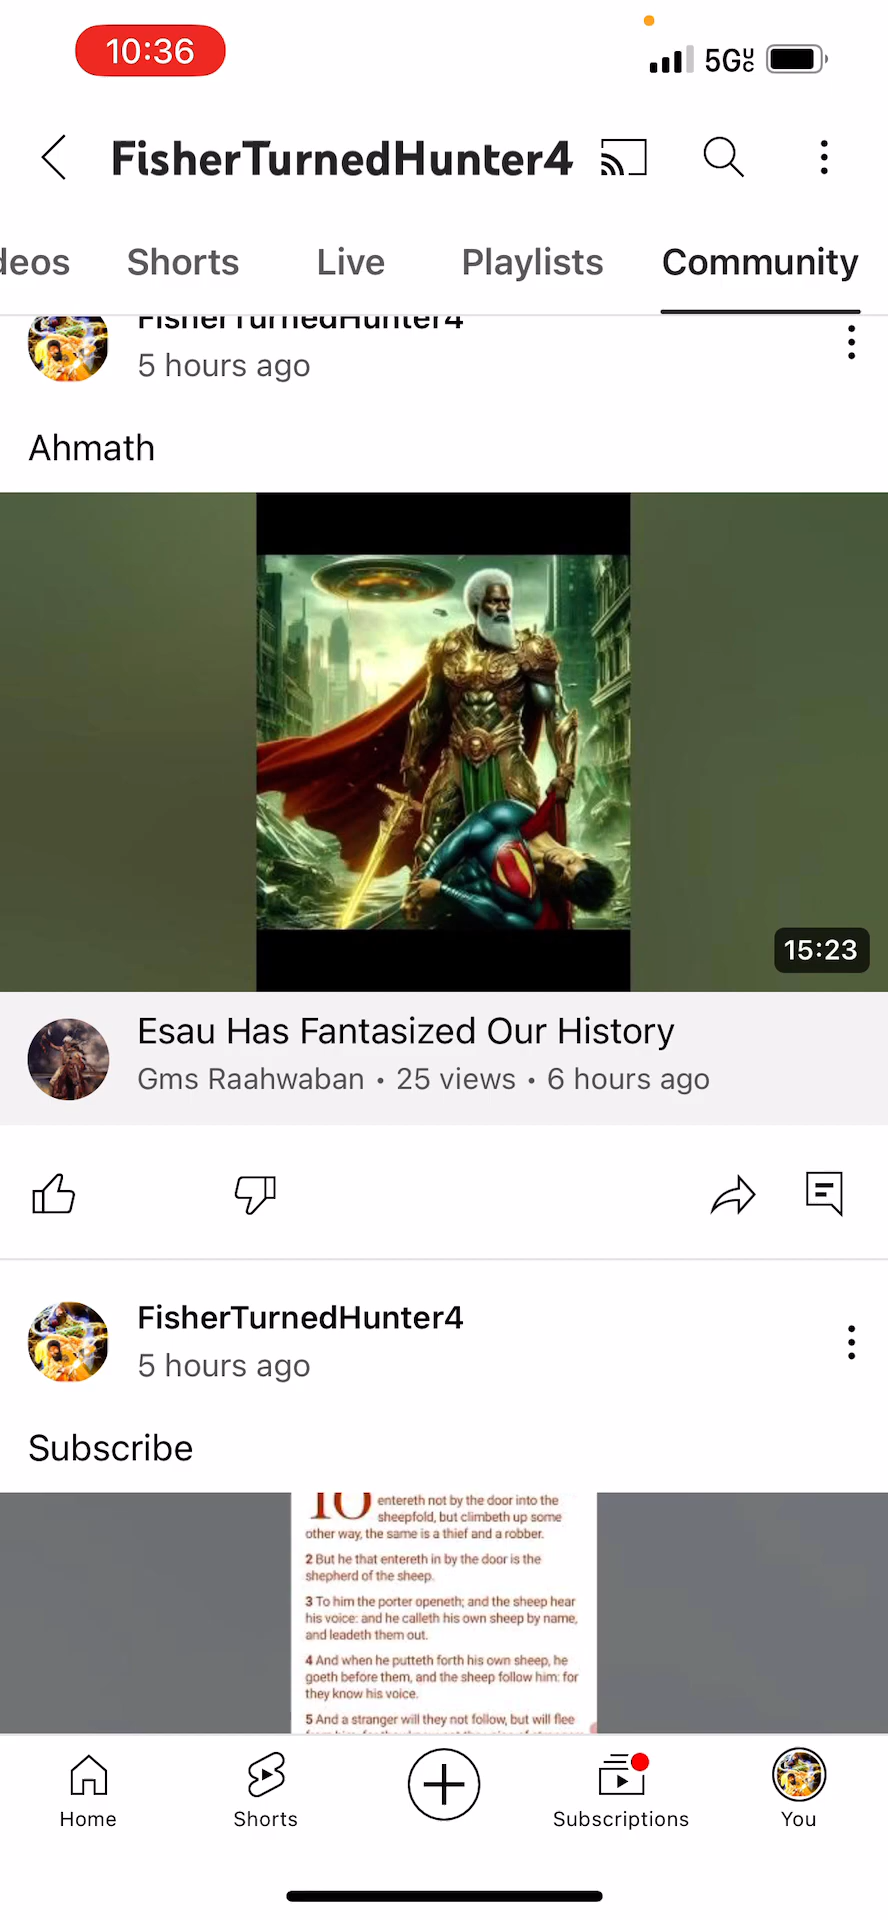 10:36
5GUC
FisherTurnedHunter4
deos Shorts Live Playlists Community
FisherTurnedHunter4
5 hours ago
Ahmath
15:23
Esau Has Fantasized Our History
Gms Raahwaban • 25 views • 6 hours ago
FisherTurnedHunter4
5 hours ago
Subscribe
10 entereth not by the door into the
sheepfold, but climbeth up some
other way, the same is a thief and a robber.
2 But he that entereth in by the door is the
shepherd of the sheep.
3 To him the porter openeth; and the sheep hear
his voice: and he calleth his own sheep by name,
and leadeth them out.
4 And when he putteth forth his own sheep, he
goeth before them, and the sheep follow him: for
they know his voice.
5 And a stranger will they not follow, but will flee
Home Shorts Subscriptions You